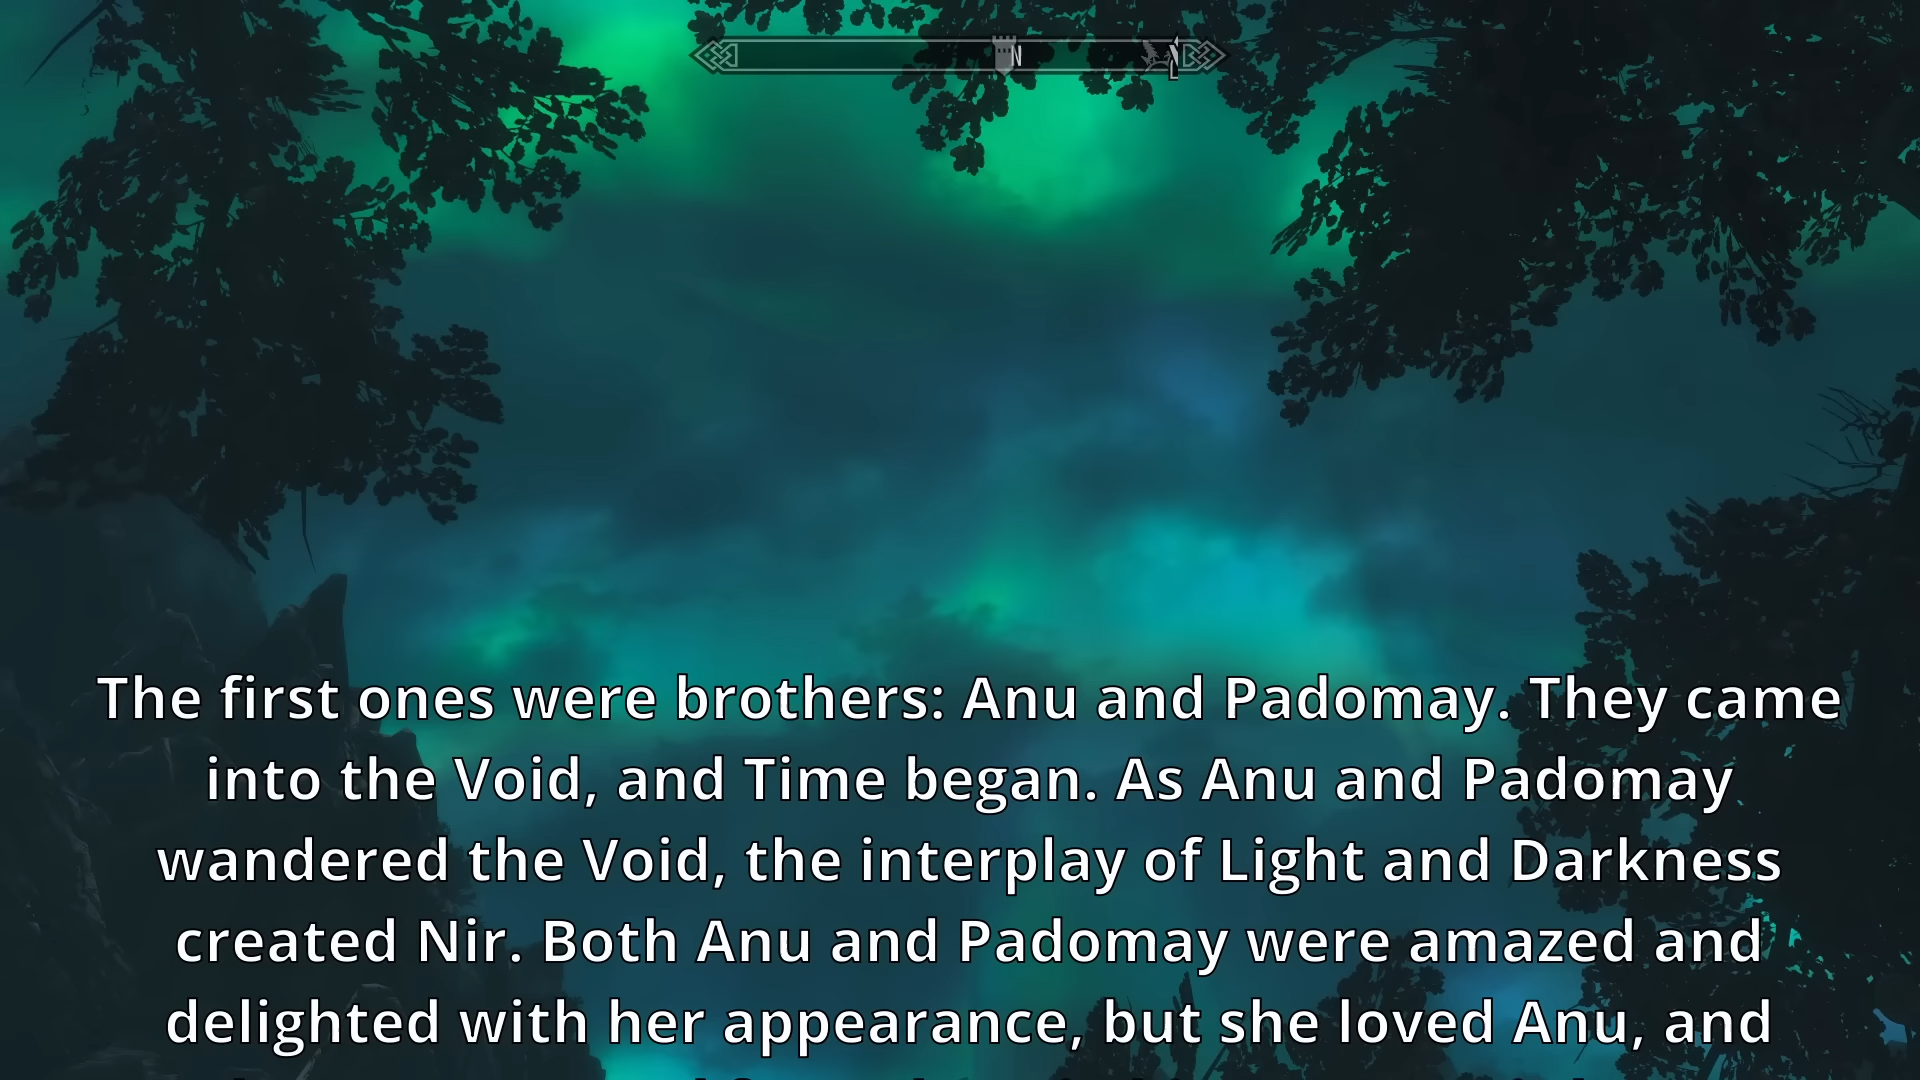 N
The first ones were brothers: Anu and Padomay. They came
into the Void, and Time began. As Anu and Padomay
wandered the Void, the interplay of Light and Darkness
created Nir. Both Anu and Padomay were amazed and
delighted with her appearance, but she loved Anu, and